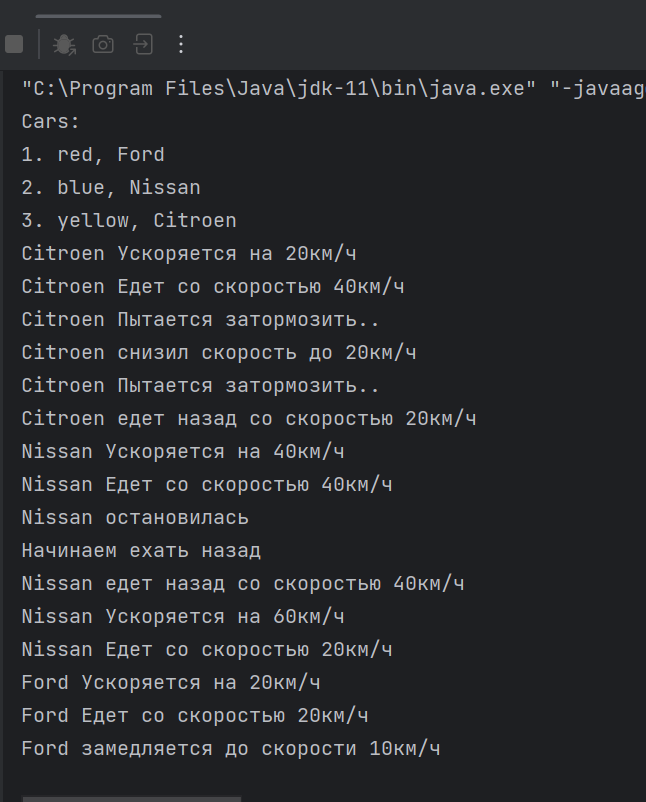 "C:\Program Files\Java\jdk-11\bin\java.exe" "-javaag
Cars:
1. red, Ford
2. blue, Nissan
3. yellow, Citroen
Citroen Ускоряется на 20км/ч
Citroen Едет со скоростью 40км/ч
Citroen Пытается затормозить..
Citroen снизил скорость до 20км/ч
Citroen Пытается затормозить..
Citroen едет назад со скоростью 20км/ч
Nissan Ускоряется на 40км/ч
Nissan Едет со скоростью 40км/ч
Nissan остановилась
Начинаем ехать назад
Nissan едет назад со скоростью 40км/ч
Nissan Ускоряется на 60км/ч
Nissan Едет со скоростью 20км/ч
Ford Ускоряется на 20км/ч
Ford Едет со скоростью 20км/ч
Ford замедляется до скорости 10км/ч